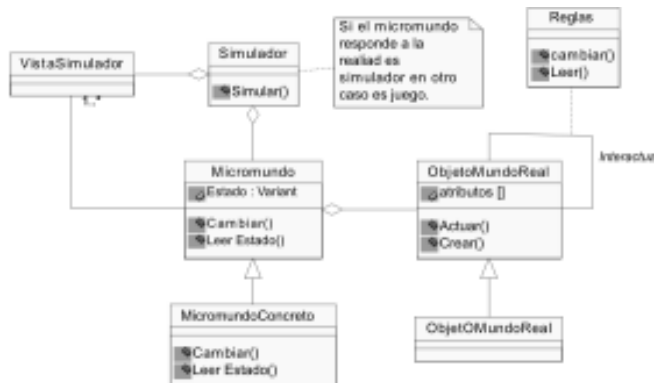 Reglas
cambiar()
Leer()
Simulador
Simular()
Si el micromundo
responde a la
realiad es
simulador en otro
caso es juego.
VistaSimulador
1..*
Micromundo
Estado : Variant
Cambiar()
Leer Estado()
ObjetoMundoReal
atributos []
Actuar()
Crear()
Interactua
MicromundoConcreto
Cambiar()
Leer Estado()
ObjetOMundoReal